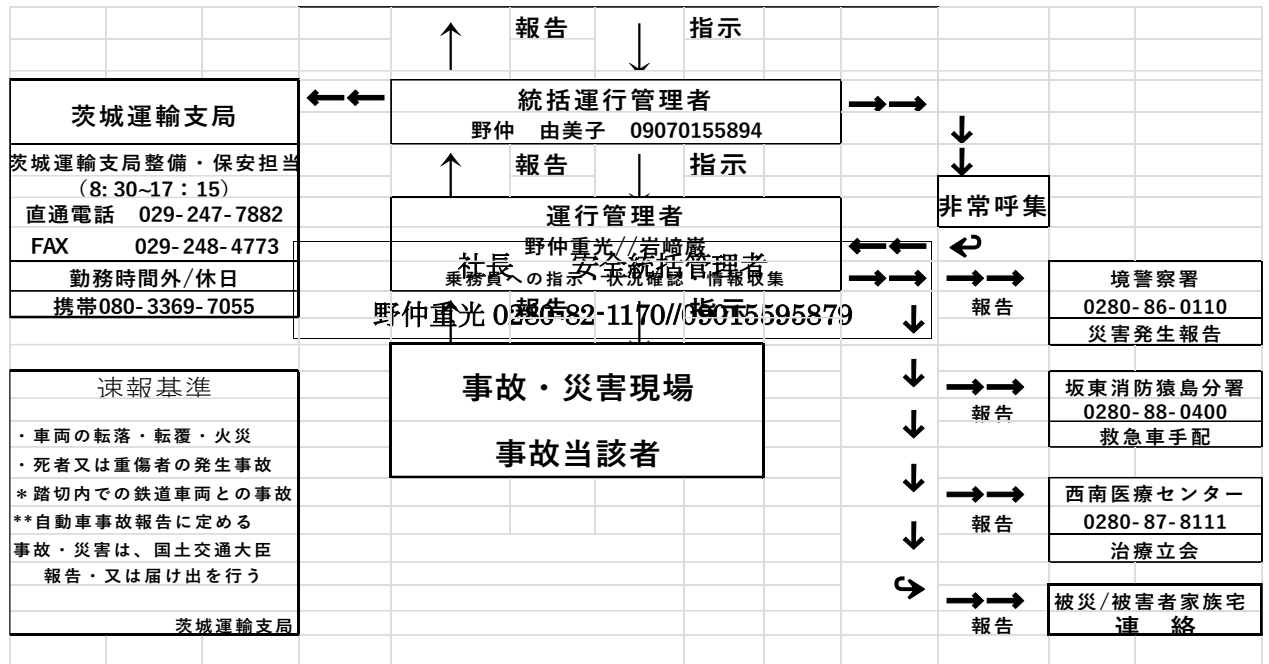 報告 指示
茨城運輸支局
茨城運輸支局整備・保安担当
（8:30~17：15）
直通電話 029-247-7882
FAX 029-248-4773
勤務時間外/休日
携帯080-3369-7055
統括運行管理者
野仲 由美子 09070155894
報告 指示
運行管理者
野仲重光//岩﨑巌
乗務員への指示・状況確認・情報収集
社長 安全統括管理者
野仲重光 0280-82-1170//09015595879
報告 指示
事故・災害現場
事故当該者
非常呼集
報告
境警察署
0280-86-0110
災害発生報告
報告
坂東消防猿島分署
0280-88-0400
救急車手配
報告
西南医療センター
0280-87-8111
治療立会
報告
被災/被害者家族宅
連 絡
速報基準
・車両の転落・転覆・火災
・死者又は重傷者の発生事故
＊踏切内での鉄道車両との事故
**自動車事故報告に定める
事故・災害は、国土交通大臣
報告・又は届け出を行う
茨城運輸支局